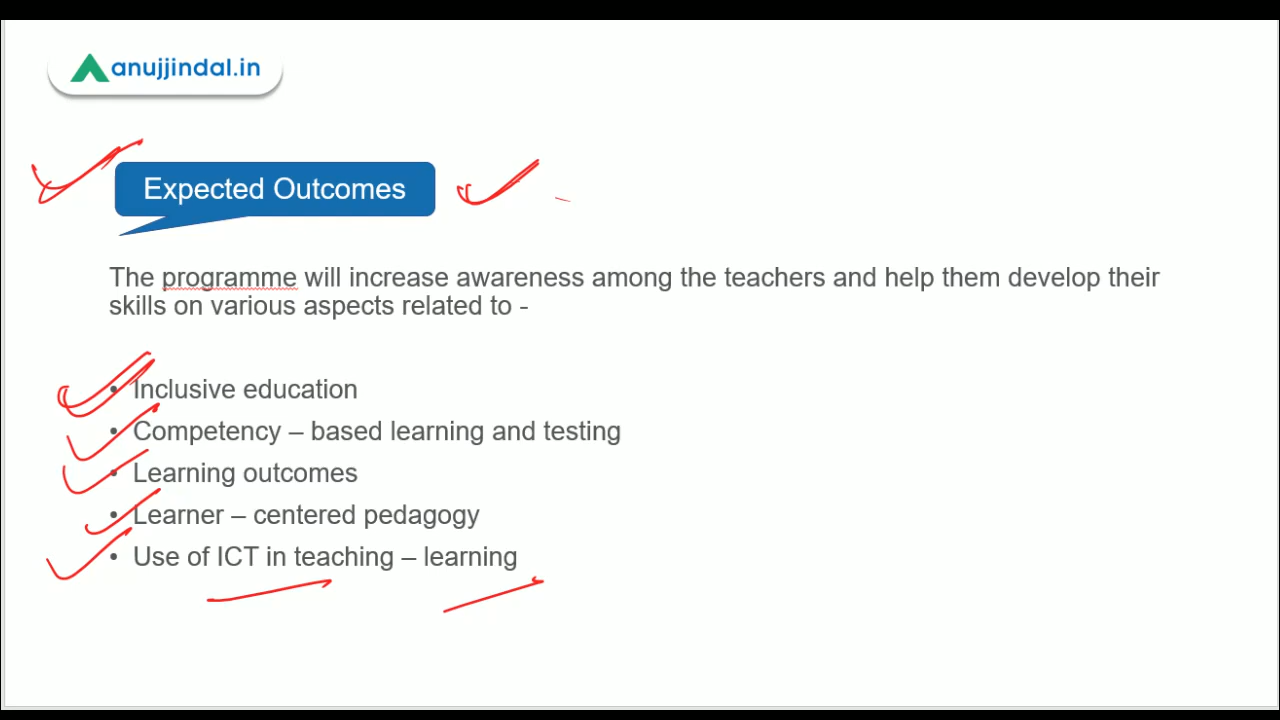 anujjindal.in
Expected Outcomes
The programme will increase awareness among the teachers and help them develop their
skills on various aspects related to -
• Inclusive education
• Competency – based learning and testing
• Learning outcomes
• Learner – centered pedagogy
• Use of ICT in teaching – learning